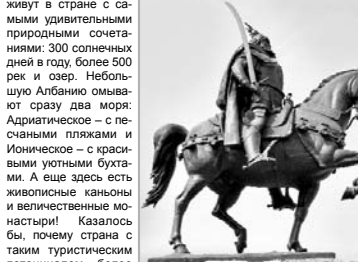 живут в стране с са-
мыми удивительными
природными сочета-
ниями: 300 солнечных
дней в году, более 500
рек и озер. Неболь-
шую Албанию омыва-
ют сразу два моря:
Адриатическое – с пе-
счаными пляжами и
Ионическое – с краси-
выми уютными бухта-
ми. А еще здесь есть
живописные каньоны
и величественные мо-
настыри! Казалось
бы, почему страна с
таким туристическим